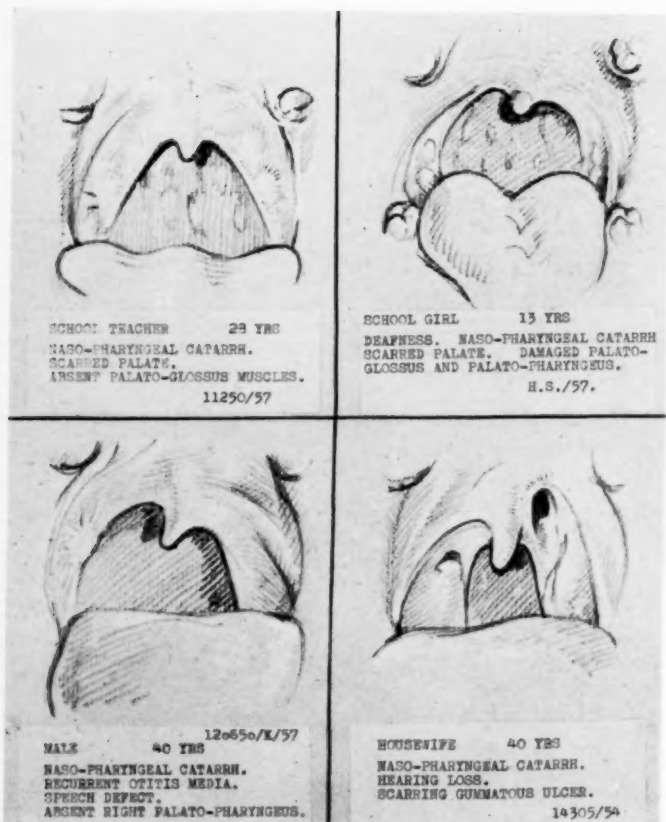 SCHOOL TEACHER 23 YRS
NASO-PHARYNGEAL CATARRH.
SCARRED PALATE.
ABSENT PALATO-GLOSSUS MUSCLES.
11250/57
SCHOOL GIRL 13 YRS
DEAFNESS. NASO-PHARYNGEAL CATARRH
SCARRED PALATE. DAMAGED PALATO-
GLOSSUS AND PALATO-PHARYNGEUS.
H.S./57.
120650/K/57
MALE 40 YRS
NASO-PHARYNGEAL CATARRH.
RECURRENT OTITIS MEDIA.
SPEECH DEFECT.
ABSENT RIGHT PALATO-PHARYNGEUS.
HOUSEWIFE 40 YRS
NASO-PHARYNGEAL CATARRH.
HEARING LOSS.
SCARRING GUMMATOUS ULCER.
14305/54